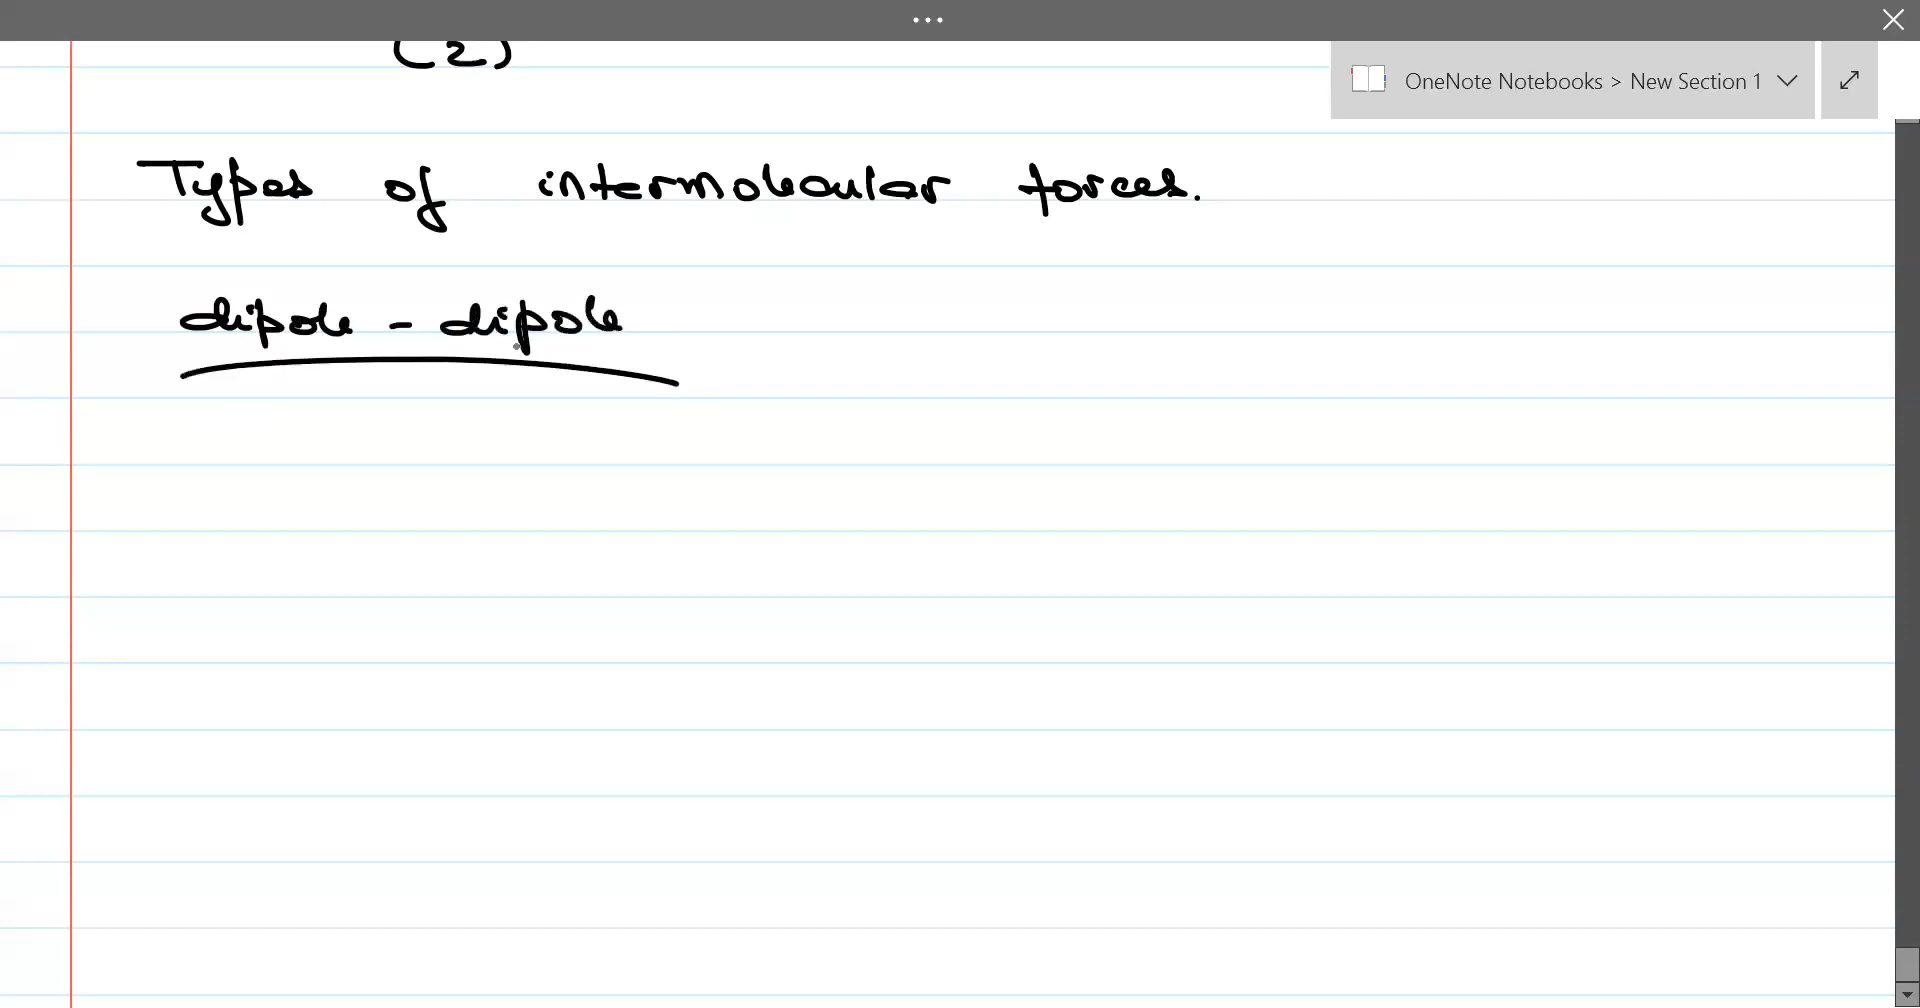 (2)
OneNote Notebooks > New Section 1
Types of intermolecular forces.
dipole - dipole